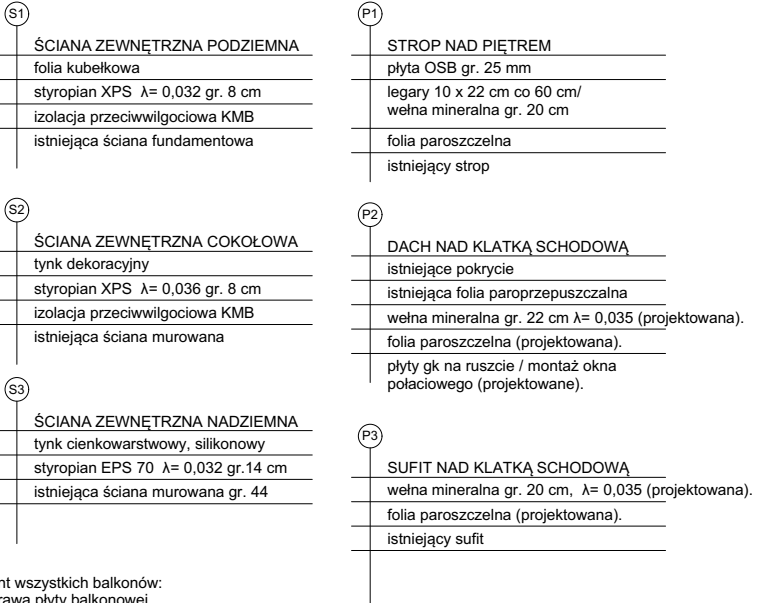 S1
ŚCIANA ZEWNĘTRZNA PODZIEMNA
folia kubełkowa
styropian XPS λ= 0,032 gr. 8 cm
izolacja przeciwwilgociowa KMB
istniejąca ściana fundamentowa
S2
ŚCIANA ZEWNĘTRZNA COKOŁOWA
tynk dekoracyjny
styropian XPS λ= 0,036 gr. 8 cm
izolacja przeciwwilgociowa KMB
istniejąca ściana murowana
S3
ŚCIANA ZEWNĘTRZNA NADZIEMNA
tynk cienkowarstwowy, silikonowy
styropian EPS 70 λ= 0,032 gr.14 cm
istniejąca ściana murowana gr. 44
nt wszystkich balkonów:
rawa płyty balkonowej
P1
STROP NAD PIĘTREM
płyta OSB gr. 25 mm
legary 10 x 22 cm co 60 cm/
wełna mineralna gr. 20 cm
folia paroszczelna
istniejący strop
P2
DACH NAD KLATKĄ SCHODOWĄ
istniejące pokrycie
istniejąca folia paroprzepuszczalna
wełna mineralna gr. 22 cm λ= 0,035 (projektowana).
folia paroszczelna (projektowana).
płyty gk na ruszcie / montaż okna
połaciowego (projektowane).
P3
SUFIT NAD KLATKĄ SCHODOWĄ
wełna mineralna gr. 20 cm, λ= 0,035 (projektowana).
folia paroszczelna (projektowana).
istniejący sufit